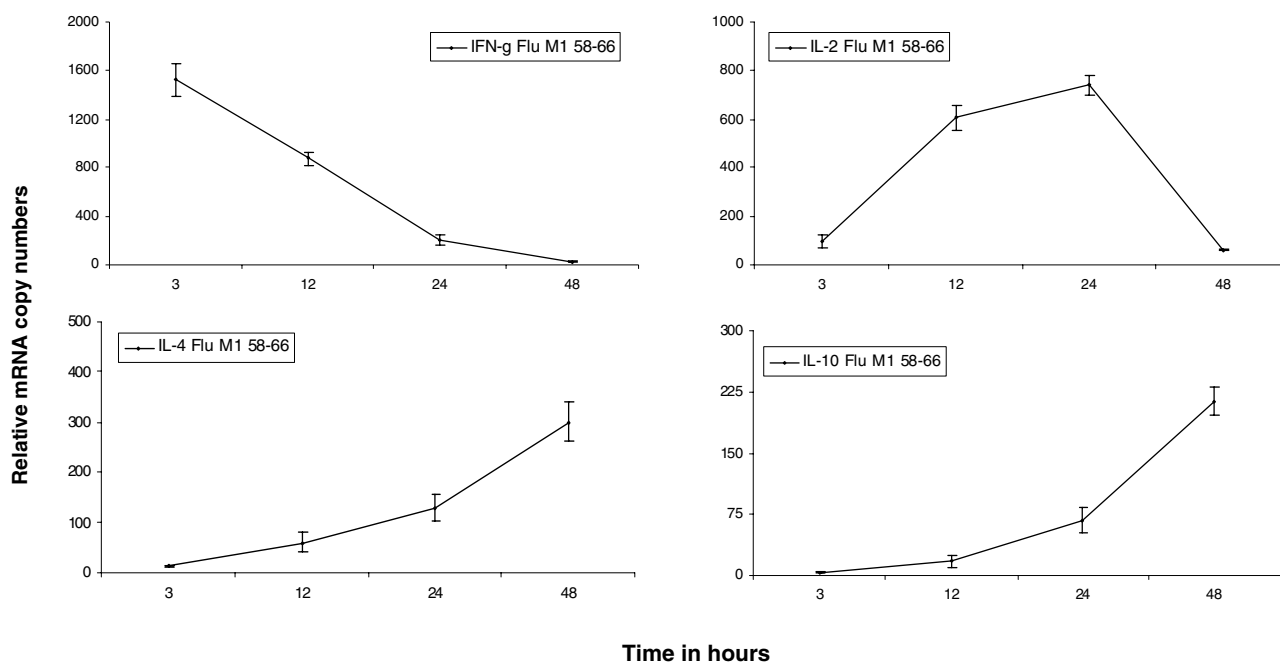 Relative mRNA copy numbers
2000
1600
1200
800
400
0
IFN-g Flu M1 58-66
3 12 24 48
1000
800
600
400
200
0
IL-2 Flu M1 58-66
3 12 24 48
500
400
300
200
100
0
IL-4 Flu M1 58-66
3 12 24 48
300
225
150
75
0
IL-10 Flu M1 58-66
3 12 24 48
Time in hours